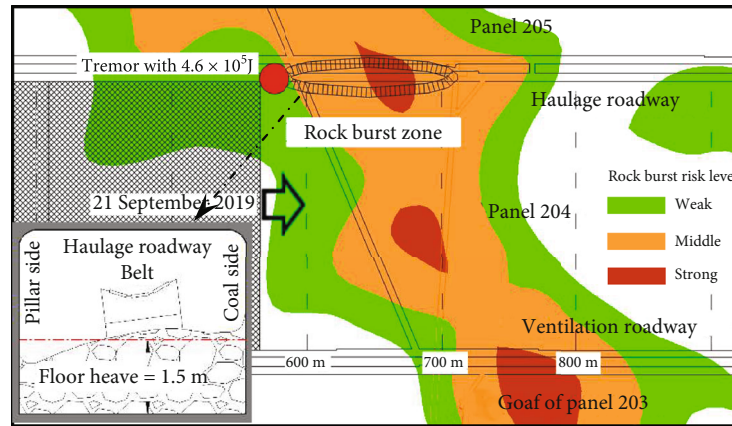 Panel 205
Tremor with 4.6 × 10⁵J
Haulage roadway
Rock burst zone
Rock burst risk leve
Weak
Middle
Strong
21 September 2019
Panel 204
Haulage roadway
Belt
Pillar side
Coal side
Floor heave = 1.5 m
Ventilation roadway
600 m
700 m
800 m
Goaf of panel 203